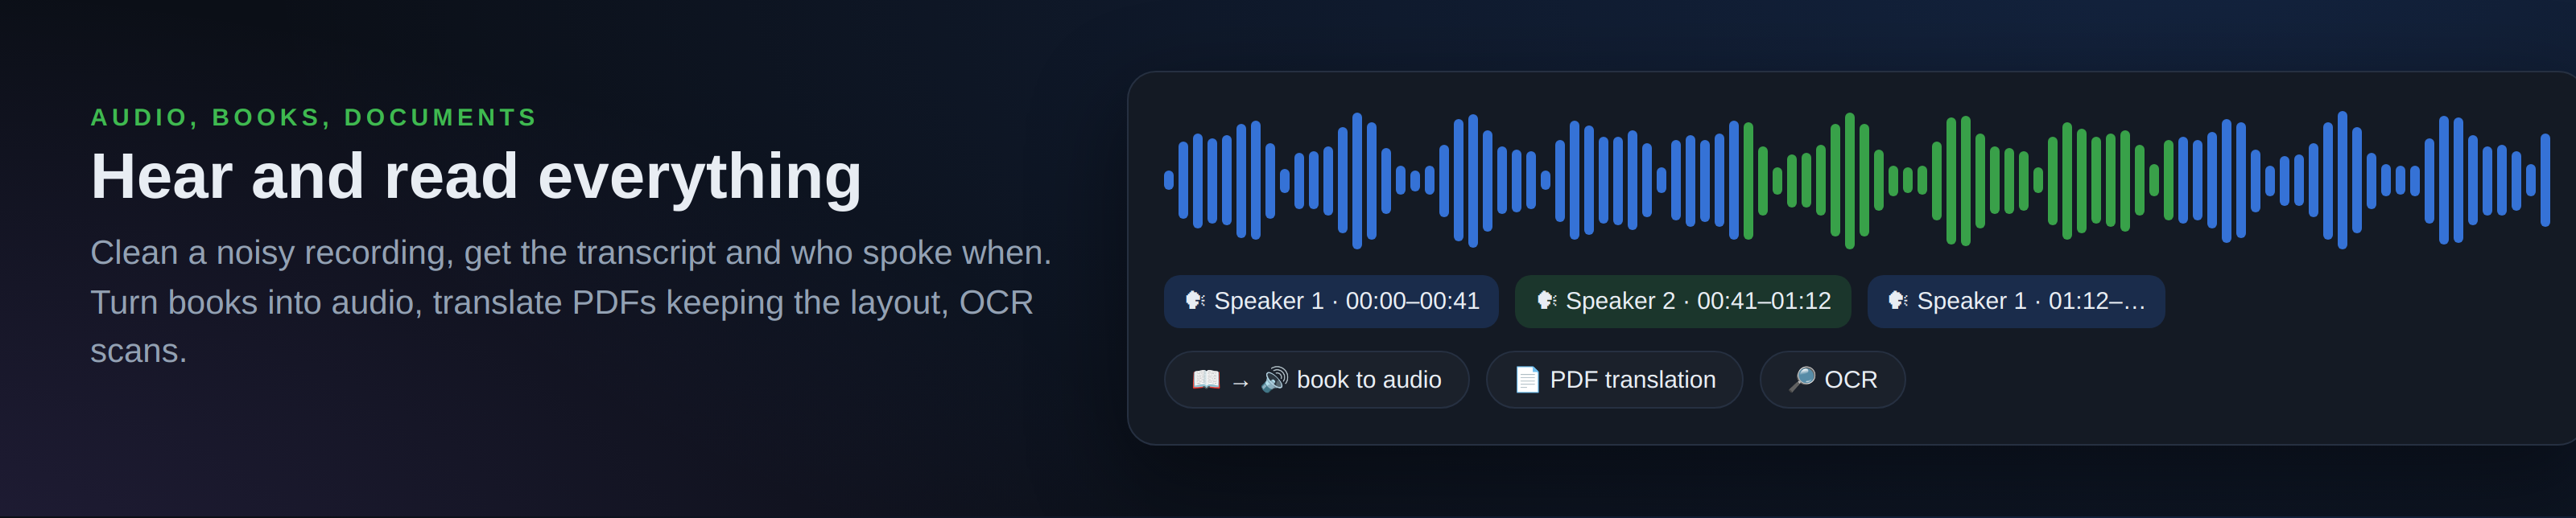 AUDIO, BOOKS, DOCUMENTS
Hear and read everything
Clean a noisy recording, get the transcript and who spoke when.
Turn books into audio, translate PDFs keeping the layout, OCR
scans.
🗣 Speaker 1 · 00:00–00:41
🗣 Speaker 2 · 00:41–01:12
🗣 Speaker 1 · 01:12–…
📖 → 🔊 book to audio
📄 PDF translation
🔎 OCR